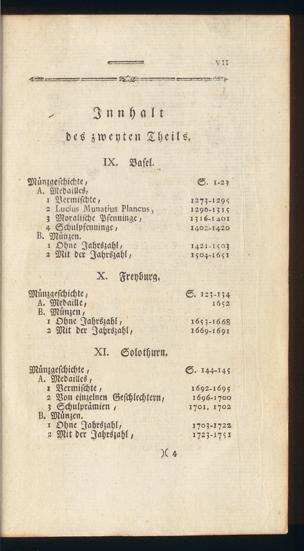 VII
Innhalt
des zweyten Theils.
IX. Basel.
Münzgeschichte, S. 1-23
A. Medailles,
1 Vermischte, 1273-1295
2 Lucius Munatius Plancus, 1296-1315
3 Moralische Pfenninge, 1316-1401
4 Schulpfenninge, 1402-1420
B. Münzen.
1 Ohne Jahrszahl, 1421-1503
2 Mit der Jahrszahl, 1504-1651
X. Freyburg.
Münzgeschichte, S. 123-134
A. Medaille, 1652
B. Münzen,
1 Ohne Jahrszahl, 1653-1668
2 Mit der Jahrszahl, 1669-1691
XI. Solothurn.
Münzgeschichte, S. 144-145
A. Medailles,
1 Vermischte, 1692-1695
2 Von einzelnen Geschlechtern, 1696-1700
3 Schulprämien, 1701, 1702
B. Münzen.
1 Ohne Jahrszahl, 1703-1722
2 Mit der Jahrszahl, 1723-1751
)( 4